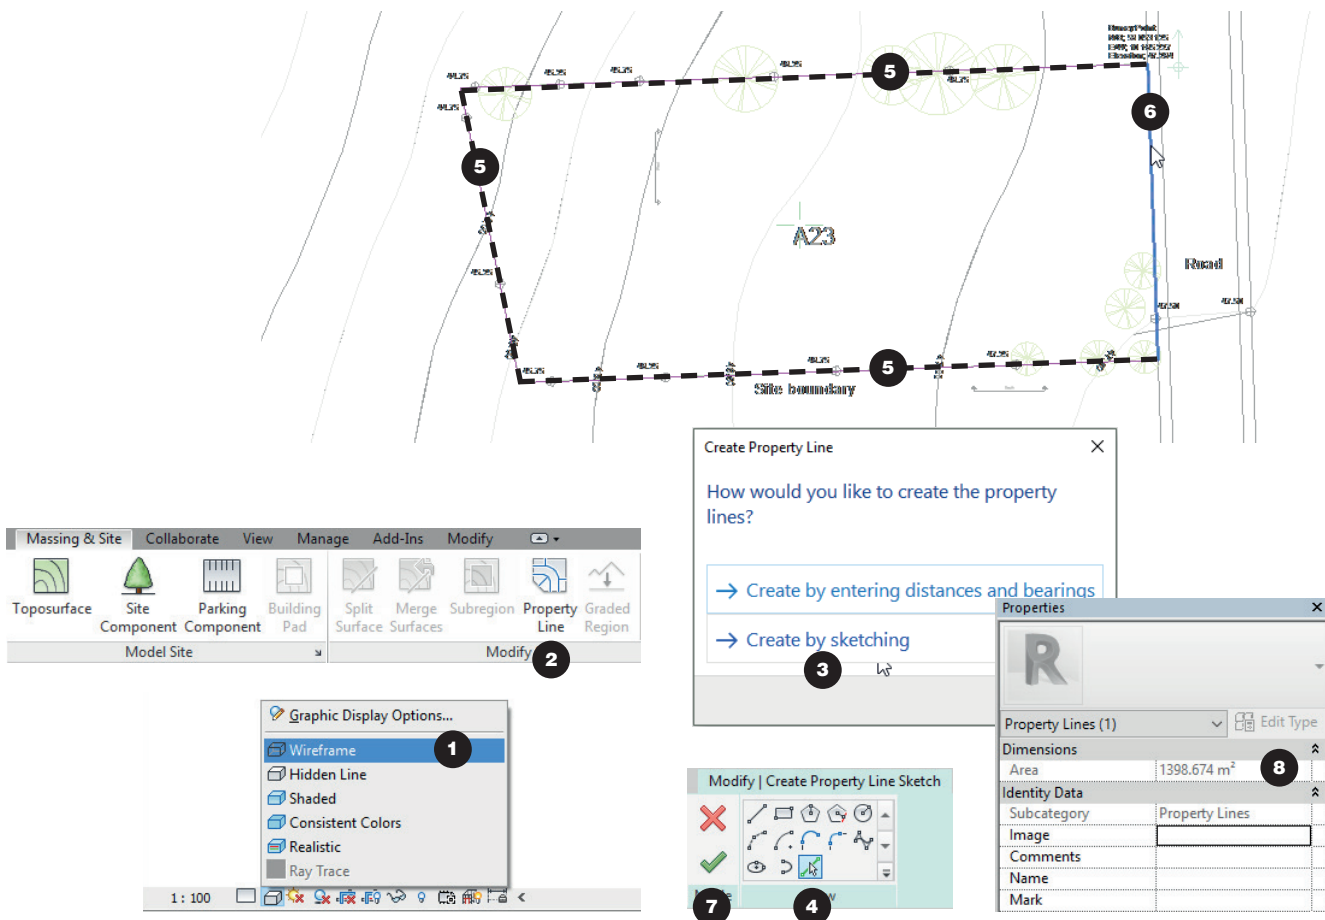 5
6
5
A23
Road
5
Site boundary
Create Property Line
How would you like to create the property
lines?
→ Create by entering distances and bearings
→ Create by sketching
3
Massing & Site Collaborate View Manage Add-Ins Modify
Toposurface
Site
Component
Parking
Component
Building
Pad
Split
Surface
Merge
Surfaces
Subregion
Property
Line
Graded
Region
Model Site
Modify
2
Graphic Display Options...
Wireframe
1
Hidden Line
Shaded
Consistent Colors
Realistic
Ray Trace
1 : 100
Modify | Create Property Line Sketch
7
4
Properties
R
Property Lines (1)
Edit Type
Dimensions
Area 1398.674 m²
8
Identity Data
Subcategory Property Lines
Image
Comments
Name
Mark